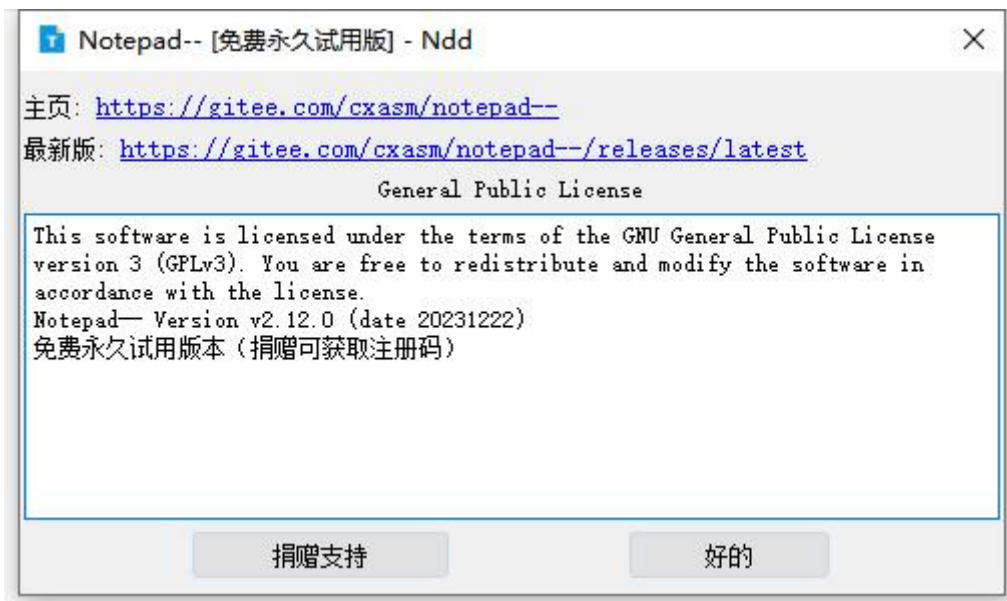 Notepad-- [免费永久试用版] - Ndd
主页: https://gitee.com/cxasm/notepad--
最新版: https://gitee.com/cxasm/notepad--/releases/latest
General Public License
This software is licensed under the terms of the GNU General Public License
version 3 (GPLv3). You are free to redistribute and modify the software in
accordance with the license.
Notepad-- Version v2.12.0 (date 20231222)
免费永久试用版本（捐赠可获取注册码）
捐赠支持
好的